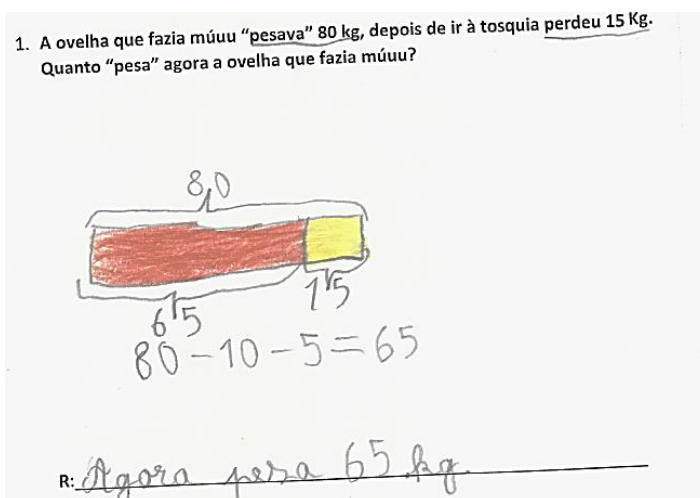 1. A ovelha que fazia múuu “pesava” 80 kg, depois de ir à tosquia perdeu 15 Kg.
Quanto “pesa” agora a ovelha que fazia múuu?
80
65
15
80-10-5=65
R: Agora pesa 65 kg.